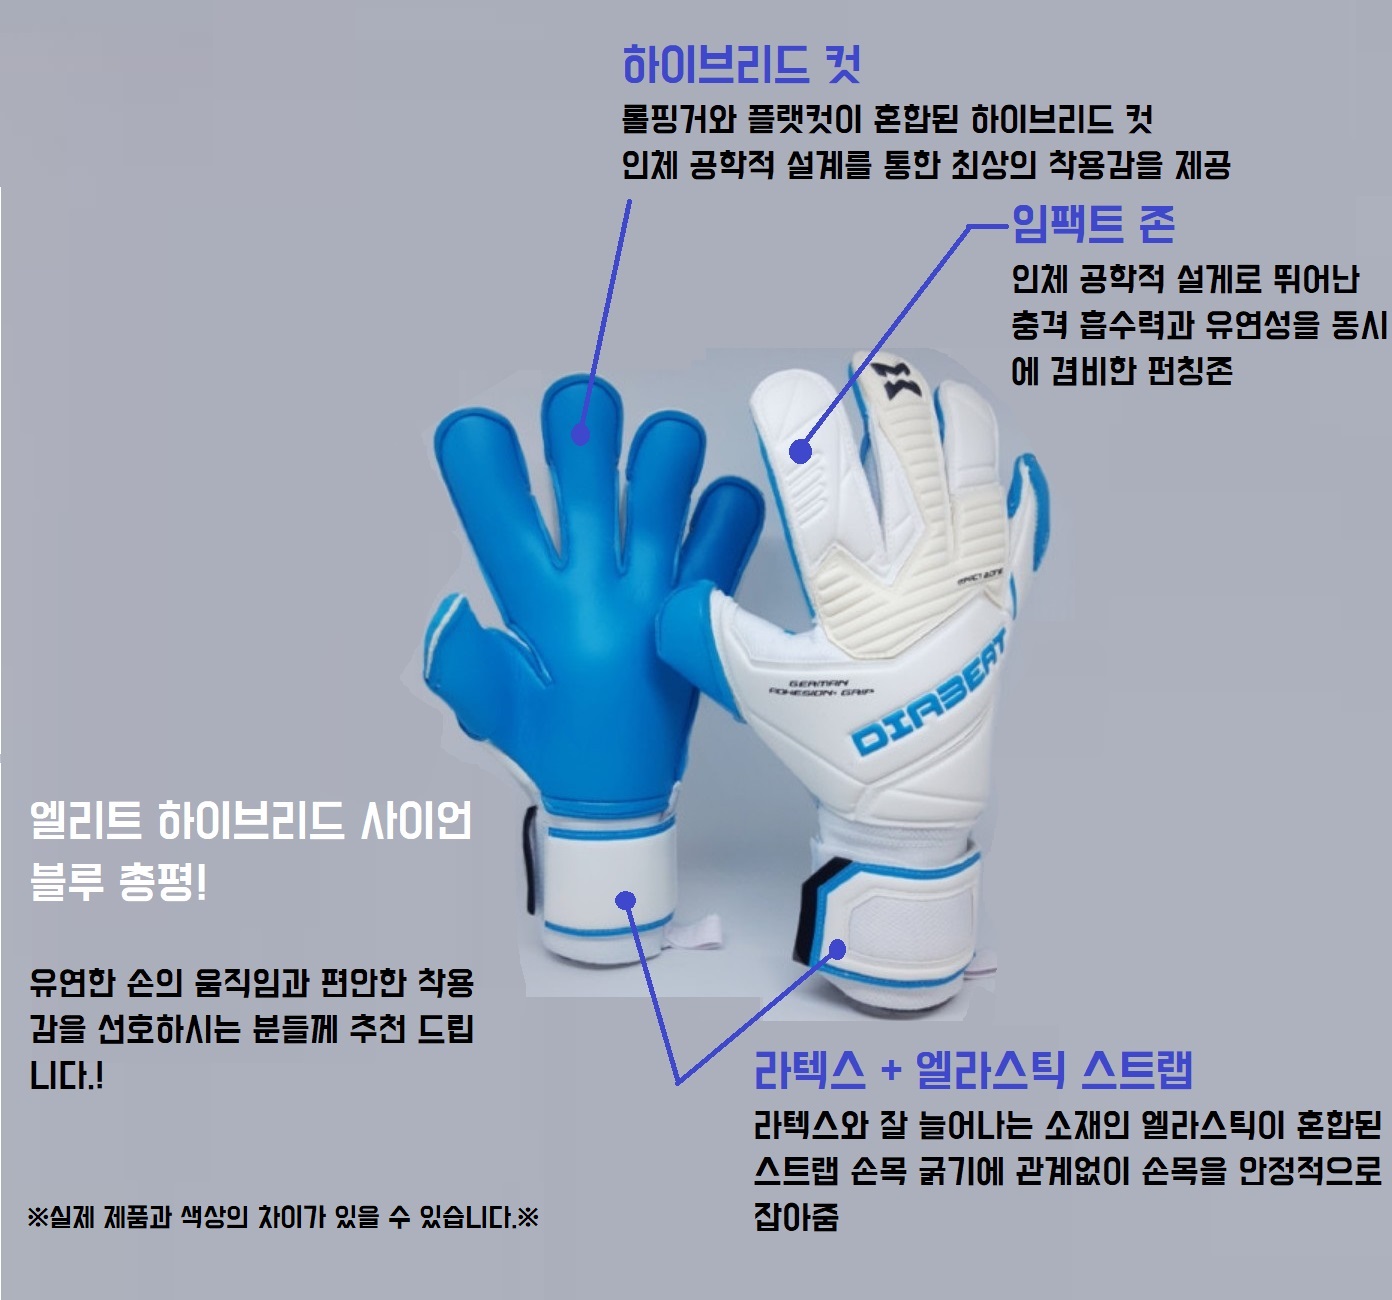 하이브리드 컷
롤핑거와 플랫컷이 혼합된 하이브리드 컷
인체 공학적 설계를 통한 최상의 착용감을 제공
임팩트 존
인체 공학적 설게로 뛰어난
충격 흡수력과 유연성을 동시
에 겸비한 펀칭존
IMPACT ZONE
GERMAN
ADHESION+ GRIP
DIABEAT
엘리트 하이브리드 사이언
블루 총평!
유연한 손의 움직임과 편안한 착용
감을 선호하시는 분들께 추천 드립
니다.!
라텍스 + 엘라스틱 스트랩
라텍스와 잘 늘어나는 소재인 엘라스틱이 혼합된
스트랩 손목 굵기에 관계없이 손목을 안정적으로
잡아줌
※실제 제품과 색상의 차이가 있을 수 있습니다.※